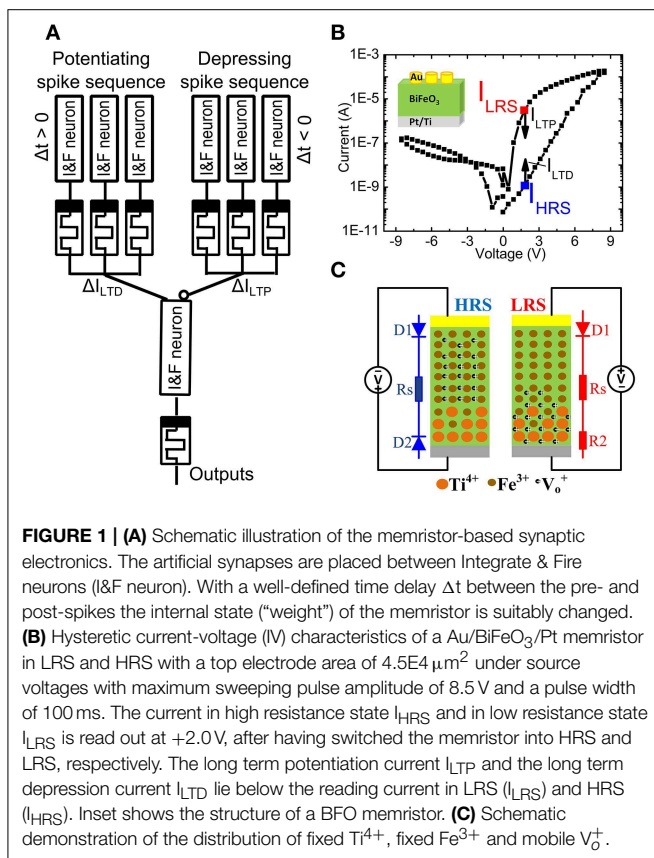 A
Potentiating
spike sequence
Depressing
spike sequence
Δt > 0
I&F neuron
I&F neuron
I&F neuron
I&F neuron
I&F neuron
I&F neuron
Δt < 0
ΔI_LTD
ΔI_LTP
I&F neuron
Outputs
B
Current (A)
1E-3
1E-5
1E-7
1E-9
1E-11
-9 -6 -3 0 3 6 9
Voltage (V)
Au
BiFeO₃
Pt/Ti
I_LRS
I_LTP
I_LTD
I_HRS
C
HRS
LRS
V
D1
Rs
D2
D1
Rs
R2
V
Ti⁴⁺ Fe³⁺ V_o⁺
FIGURE 1 | (A) Schematic illustration of the memristor-based synaptic
electronics. The artificial synapses are placed between Integrate & Fire
neurons (I&F neuron). With a well-defined time delay Δt between the pre- and
post-spikes the internal state (“weight”) of the memristor is suitably changed.
(B) Hysteretic current-voltage (IV) characteristics of a Au/BiFeO₃/Pt memristor
in LRS and HRS with a top electrode area of 4.5E4 μm² under source
voltages with maximum sweeping pulse amplitude of 8.5 V and a pulse width
of 100 ms. The current in high resistance state I_HRS and in low resistance state
I_LRS is read out at +2.0 V, after having switched the memristor into HRS and
LRS, respectively. The long term potentiation current I_LTP and the long term
depression current I_LTD lie below the reading current in LRS (I_LRS) and HRS
(I_HRS). Inset shows the structure of a BFO memristor. (C) Schematic
demonstration of the distribution of fixed Ti⁴⁺, fixed Fe³⁺ and mobile V_o⁺.